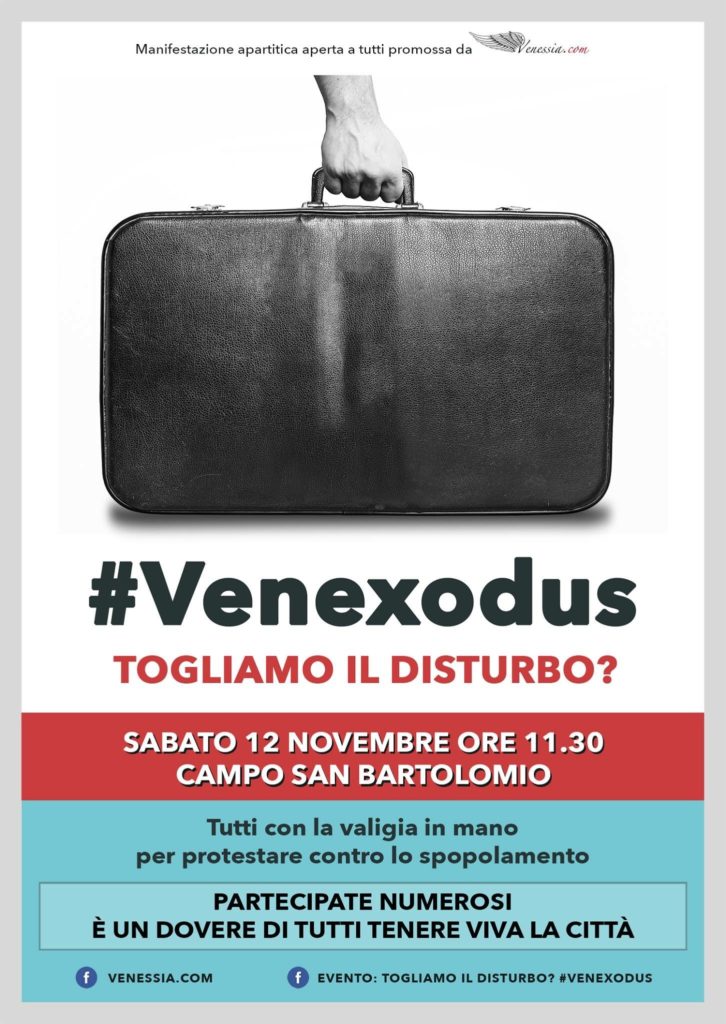 Manifestazione apartitica aperta a tutti promossa da Venessia.com
#Venexodus
TOGLIAMO IL DISTURBO?
SABATO 12 NOVEMBRE ORE 11.30
CAMPO SAN BARTOLOMIO
Tutti con la valigia in mano
per protestare contro lo spopolamento
PARTECIPATE NUMEROSI
È UN DOVERE DI TUTTI TENERE VIVA LA CITTÀ
f VENESSIA.COM f EVENTO: TOGLIAMO IL DISTURBO? #VENEXODUS